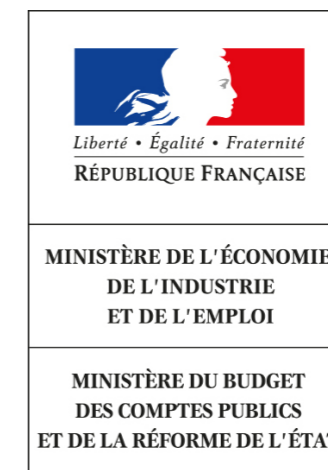 Liberté • Égalité • Fraternité
RÉPUBLIQUE FRANÇAISE
MINISTÈRE DE L'ÉCONOMIE
DE L'INDUSTRIE
ET DE L'EMPLOI
MINISTÈRE DU BUDGET
DES COMPTES PUBLICS
ET DE LA RÉFORME DE L'ÉTAT